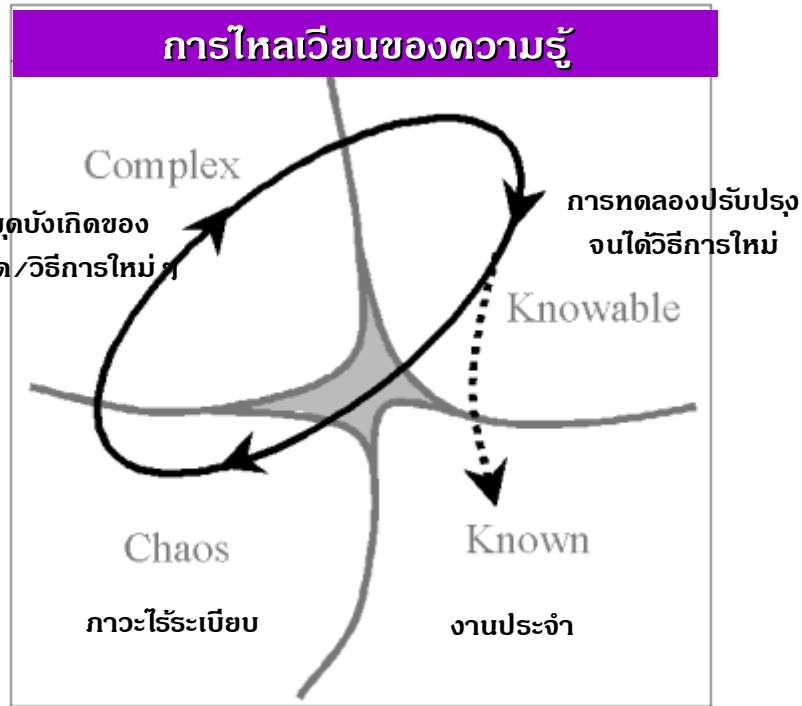 การไหลเวียนของความรู้
Complex
บังเกิดของ
/วิธีการใหม่ ๆ
การทดลองปรับปรุง
จนได้วิธีการใหม่
Knowable
Chaos
Known
ภาวะไร้ระเบียบ
งานประจำ